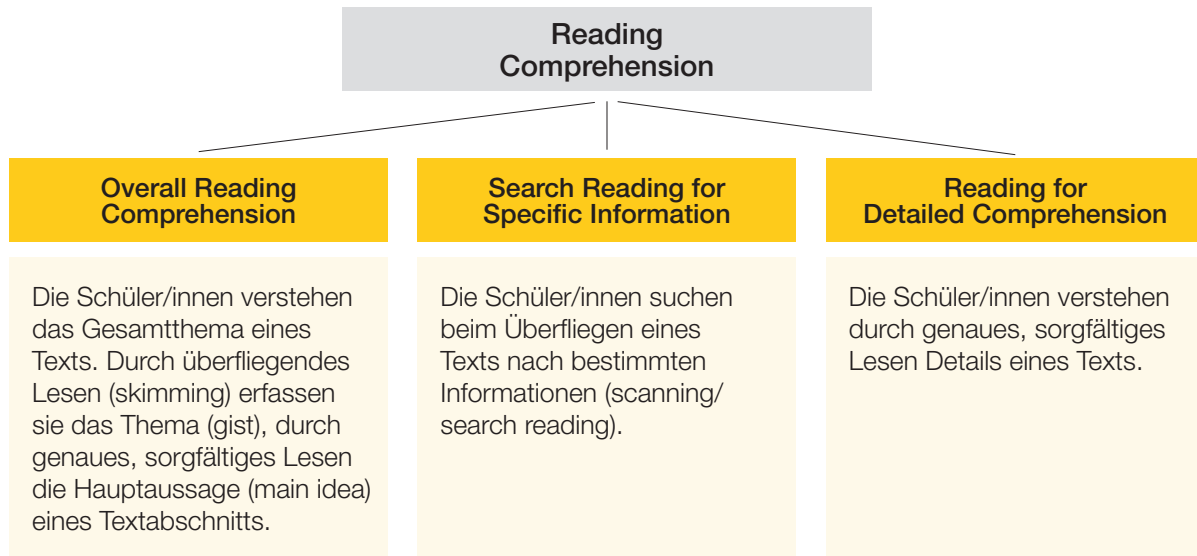 Reading
Comprehension
Overall Reading
Comprehension
Die Schüler/innen verstehen
das Gesamtthema eines
Texts. Durch überfliegendes
Lesen (skimming) erfassen
sie das Thema (gist), durch
genaues, sorgfältiges Lesen
die Hauptaussage (main idea)
eines Textabschnitts.
Search Reading for
Specific Information
Die Schüler/innen suchen
beim Überfliegen eines
Texts nach bestimmten
Informationen (scanning/
search reading).
Reading for
Detailed Comprehension
Die Schüler/innen verstehen
durch genaues, sorgfältiges
Lesen Details eines Texts.